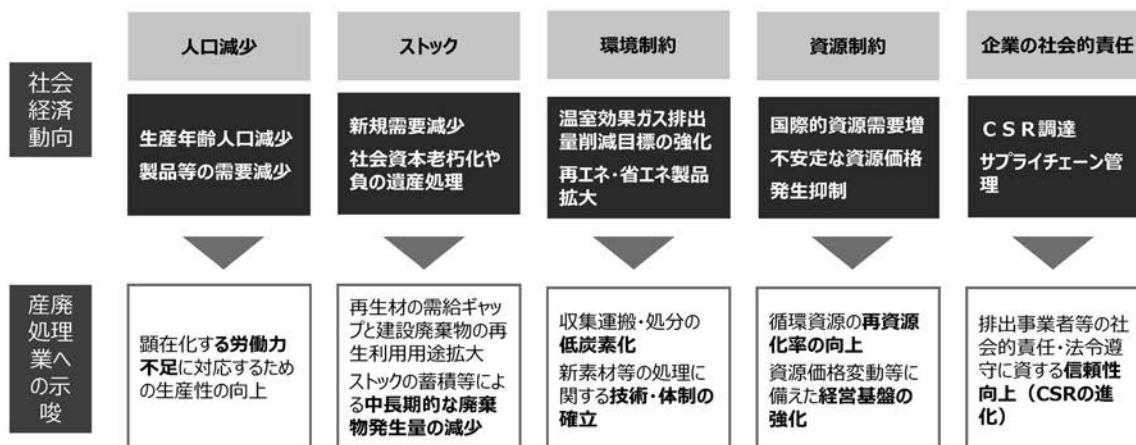 人口減少
ストック
環境制約
資源制約
企業の社会的責任
社会
経済
動向
生産年齢人口減少
製品等の需要減少
新規需要減少
社会資本老朽化や
負の遺産処理
温室効果ガス排出
量削減目標の強化
再エネ・省エネ製品
拡大
国際的資源需要増
不安定な資源価格
発生抑制
ＣＳＲ調達
サプライチェーン管
理
産廃
処理
業へ
の示
唆
顕在化する労働力
不足に対応するため
の生産性の向上
再生材の需給ギャッ
プと建設廃棄物の再
生利用用途拡大
ストックの蓄積等によ
る中長期的な廃棄
物発生量の減少
収集運搬・処分の
低炭素化
新素材等の処理に
関する技術・体制の
確立
循環資源の再資源
化率の向上
資源価格変動等に
備えた経営基盤の
強化
排出事業者等の社
会的責任・法令遵
守に資する信頼性
向上（CSRの進
化）